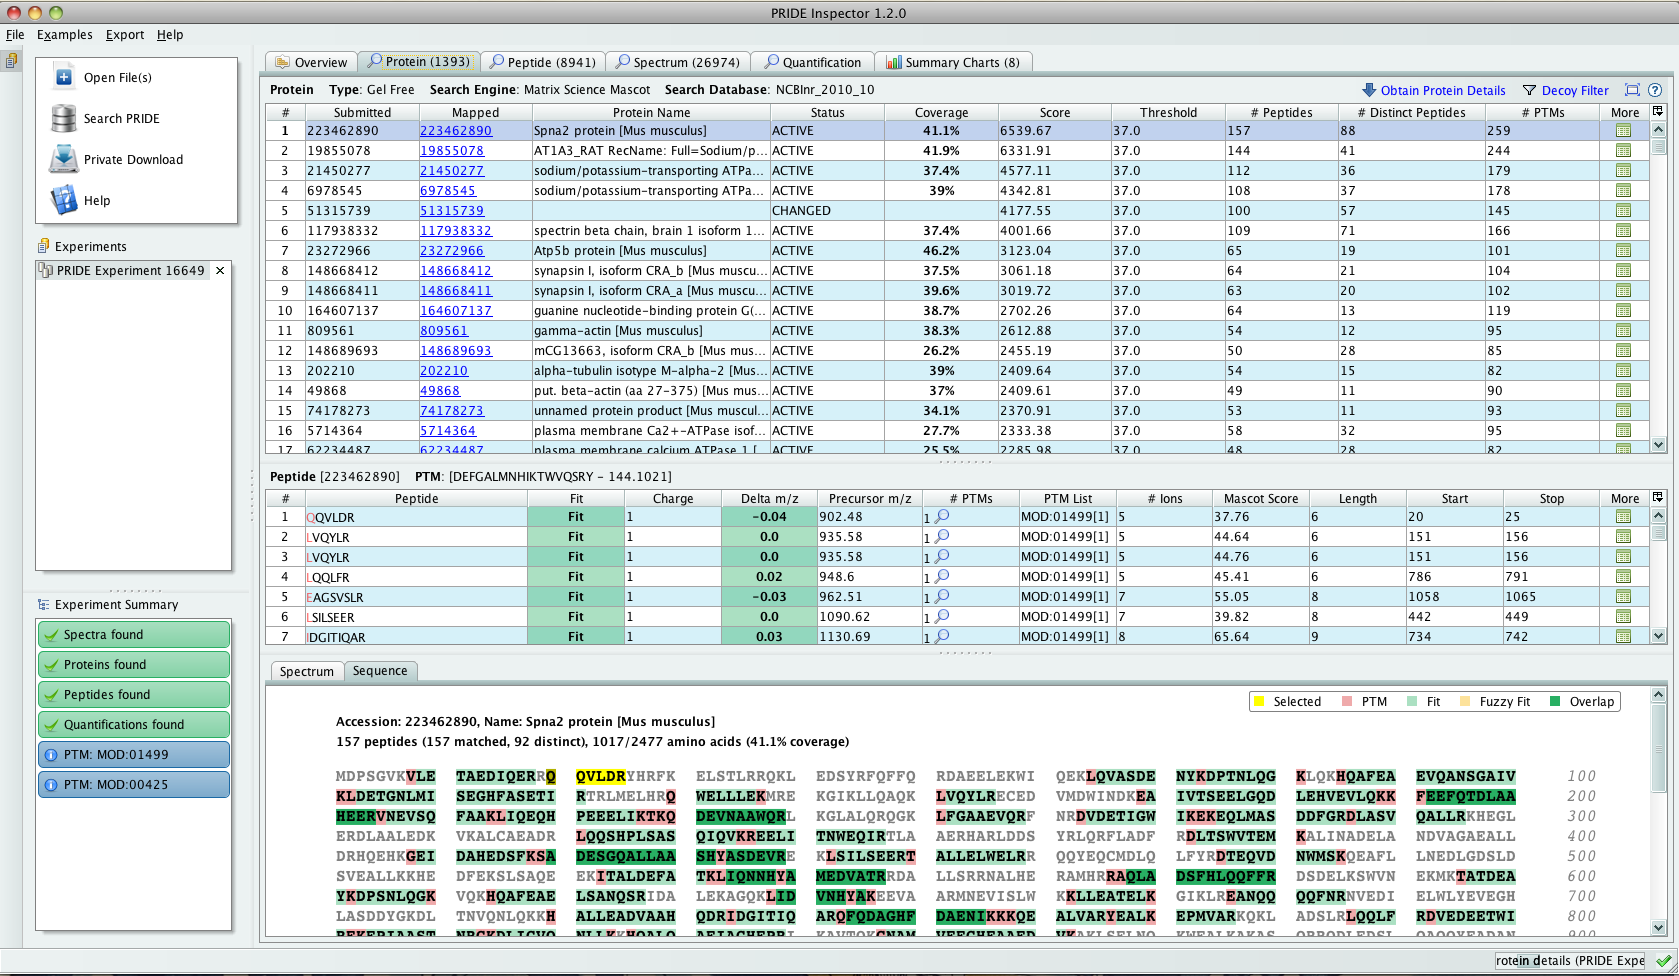 PRIDE Inspector 1.2.0
File Examples Export Help
Open File(s)
Search PRIDE
Private Download
Help
Experiments
PRIDE Experiment 16649 ×
Experiment Summary
Spectra found
Proteins found
Peptides found
Quantifications found
PTM: MOD:01499
PTM: MOD:00425
Overview Protein (1393) Peptide (8941) Spectrum (26974) Quantification Summary Charts (8)
Protein Type: Gel Free Search Engine: Matrix Science Mascot Search Database: NCBInr_2010_10 Obtain Protein Details Decoy Filter
# Submitted Mapped Protein Name Status Coverage Score Threshold # Peptides # Distinct Peptides # PTMs More
1 223462890 223462890 Spna2 protein [Mus musculus] ACTIVE 41.1% 6539.67 37.0 157 88 259
2 19855078 19855078 AT1A3_RAT RecName: Full=Sodium/p... ACTIVE 41.9% 6331.91 37.0 144 41 244
3 21450277 21450277 sodium/potassium-transporting ATPa... ACTIVE 37.4% 4577.11 37.0 112 36 179
4 6978545 6978545 sodium/potassium-transporting ATPa... ACTIVE 39% 4342.81 37.0 108 37 178
5 51315739 51315739 CHANGED 4177.55 37.0 100 57 145
6 117938332 117938332 spectrin beta chain, brain 1 isoform 1... ACTIVE 37.4% 4001.66 37.0 109 71 166
7 23272966 23272966 Atp5b protein [Mus musculus] ACTIVE 46.2% 3123.04 37.0 65 19 101
8 148668412 148668412 synapsin I, isoform CRA_b [Mus muscu... ACTIVE 37.5% 3061.18 37.0 64 21 104
9 148668411 148668411 synapsin I, isoform CRA_a [Mus muscu... ACTIVE 39.6% 3019.72 37.0 63 20 102
10 164607137 164607137 guanine nucleotide-binding protein G(... ACTIVE 38.7% 2702.26 37.0 64 13 119
11 809561 809561 gamma-actin [Mus musculus] ACTIVE 38.3% 2612.88 37.0 54 12 95
12 148689693 148689693 mCG13663, isoform CRA_b [Mus mus... ACTIVE 26.2% 2455.19 37.0 50 28 85
13 202210 202210 alpha-tubulin isotype M-alpha-2 [Mus... ACTIVE 39% 2409.64 37.0 54 15 82
14 49868 49868 put. beta-actin (aa 27-375) [Mus mus... ACTIVE 37% 2409.61 37.0 49 11 90
15 74178273 74178273 unnamed protein product [Mus muscul... ACTIVE 34.1% 2370.91 37.0 53 11 93
16 5714364 5714364 plasma membrane Ca2+-ATPase isof... ACTIVE 27.7% 2333.38 37.0 58 32 95
17 62234487 62234487 plasma membrane calcium ATPase 1 [... ACTIVE 25.5% 2285.98 37.0 48 28 82
Peptide [223462890] PTM: [DEFGALMNHIKTWVQSRY - 144.1021]
# Peptide Fit Charge Delta m/z Precursor m/z # PTMs PTM List # Ions Mascot Score Length Start Stop More
1 QQVLDR Fit 1 -0.04 902.48 1 MOD:01499[1] 5 37.76 6 20 25
2 LVQYLR Fit 1 0.0 935.58 1 MOD:01499[1] 5 44.64 6 151 156
3 LVQYLR Fit 1 0.0 935.58 1 MOD:01499[1] 5 44.76 6 151 156
4 LQQLFR Fit 1 0.02 948.6 1 MOD:01499[1] 5 45.41 6 786 791
5 EAGSVSLR Fit 1 -0.03 962.51 1 MOD:01499[1] 7 55.05 8 1058 1065
6 LSILSEER Fit 1 0.0 1090.62 1 MOD:01499[1] 7 39.82 8 442 449
7 IDGITIQAR Fit 1 0.03 1130.69 1 MOD:01499[1] 8 65.64 9 734 742
Spectrum Sequence
Selected PTM Fit Fuzzy Fit Overlap
Accession: 223462890, Name: Spna2 protein [Mus musculus]
157 peptides (157 matched, 92 distinct), 1017/2477 amino acids (41.1% coverage)
MDPSGVKVLE TAEDIQERRQ QVLDRYHRFK ELSTLRRQKL EDSYRFQFFQ RDAEELEKWI QEKLQVASDE NYKDPTNLQG KLQKHQAFEA EVQANSGAIV 100
KLDETGNLMI SEGHFASETI RTRLMELHRQ WELLLEKMRE KGIKLLQAQK LVQYLRECED VMDWINDKEA IVTSEELGQD LEHVEVLQKK FEEFQTDLAA 200
HEERVNEVSQ FAAKLIQEQH PEEELIKTKQ DEVNAAWQRL KGLALQRQGK LFGAAEVQRF NRDVDETIGW IKEKEQLMAS DDFGRDLASV QALLRKHEGL 300
ERDLAALEDK VKALCAEADR LQQSHPLSAS QIQVKREELI TNWEQIRTLA AERHARLDDS YRLQRFLADF RDLTSWVTEM KALINADELA NDVAGAEALL 400
DRHQEHKGEI DAHEDSFKSA DESGQALLAA SHYASDEVRE KLSILSEERT ALLELWELRR QQYEQCMDLQ LFYRDTEQVD NWMSKQEAFL LNEDLGDSLD 500
SVEALLKKHE DFEKSLSAQE EKITALDEFA TKLIQNNHYA MEDVATRRDA LLSRRNALHE RAMHRRAQLA DSFHLQQFFR DSDELKSWVN EKMKTATDEA 600
YKDPSNLQGK VQKHQAFEAE LSANQSRIDA LEKAGQKLID VNHYAKEEVA ARMNEVISLW KKLLEATELK GIKLREANQQ QQFNRNVEDI ELWLYEVEGH 700
LASDDYGKDL TNVQNLQKKH ALLEADVAAH QDRIDGITIQ ARQFQDAGHF DAENIKKKQE ALVARYEALK EPMVARKQKL ADSLRLQQLF RDVEDEETWI 800
rotein details (PRIDE Expe